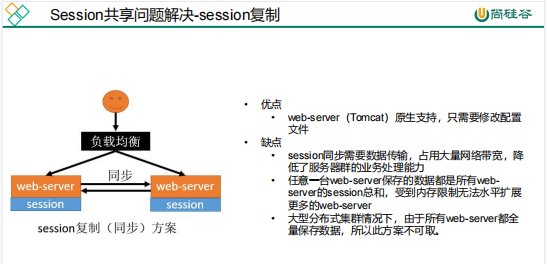 Session共享问题解决-session复制
尚硅谷
负载均衡
同步
web-server
web-server
session
session
session复制（同步）方案
• 优点
• web-server（Tomcat）原生支持，只需要修改配置
文件
• 缺点
• session同步需要数据传输，占用大量网络带宽，降
低了服务器群的业务处理能力
• 任意一台web-server保存的数据都是所有web-
server的session总和，受到内存限制无法水平扩展
更多的web-server
• 大型分布式集群情况下，由于所有web-server都全
量保存数据，所以此方案不可取。